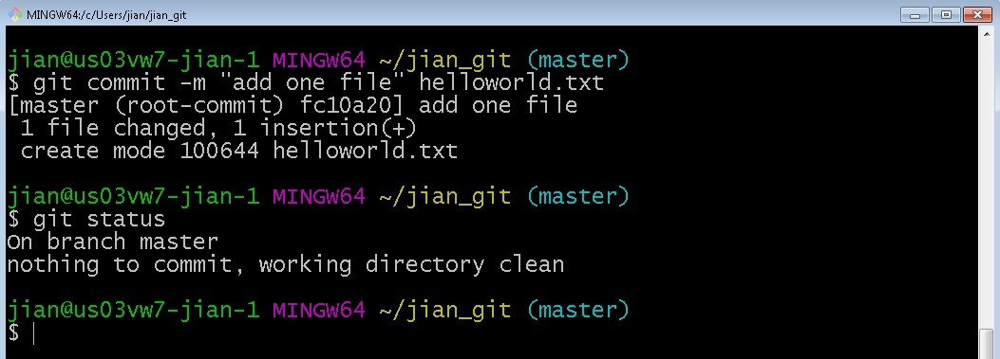 MINGW64:/c/Users/jian/jian_git
jian@us03vw7-jian-1 MINGW64 ~/jian_git (master)
$ git commit -m "add one file" helloworld.txt
[master (root-commit) fc10a20] add one file
 1 file changed, 1 insertion(+)
 create mode 100644 helloworld.txt
jian@us03vw7-jian-1 MINGW64 ~/jian_git (master)
$ git status
On branch master
nothing to commit, working directory clean
jian@us03vw7-jian-1 MINGW64 ~/jian_git (master)
$